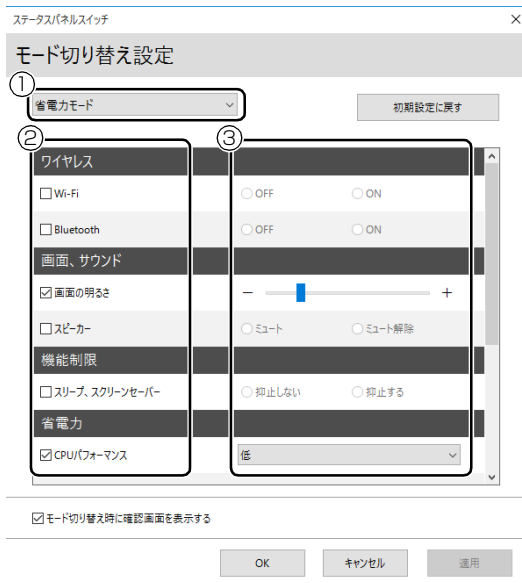 ステータスパネルスイッチ
モード切り替え設定
①
省電力モード
初期設定に戻す
② ③
ワイヤレス
Wi-Fi OFF ON
Bluetooth OFF ON
画面、サウンド
画面の明るさ － ＋
スピーカー ミュート ミュート解除
機能制限
スリープ、スクリーンセーバー 抑止しない 抑止する
省電力
CPUパフォーマンス 低
モード切り替え時に確認画面を表示する
OK キャンセル 適用